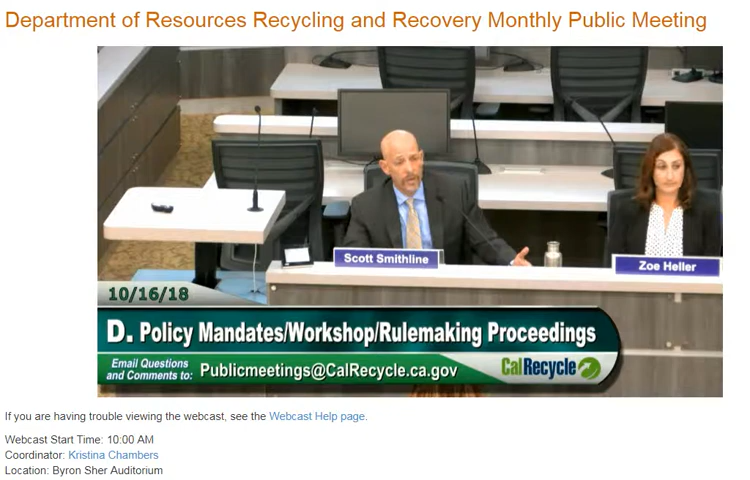 Department of Resources Recycling and Recovery Monthly Public Meeting
Scott Smithline
Zoe Heller
10/16/18
D. Policy Mandates/Workshop/Rulemaking Proceedings
Email Questions
and Comments to: Publicmeetings@CalRecycle.ca.gov
CalRecycle
If you are having trouble viewing the webcast, see the Webcast Help page.
Webcast Start Time: 10:00 AM
Coordinator: Kristina Chambers
Location: Byron Sher Auditorium